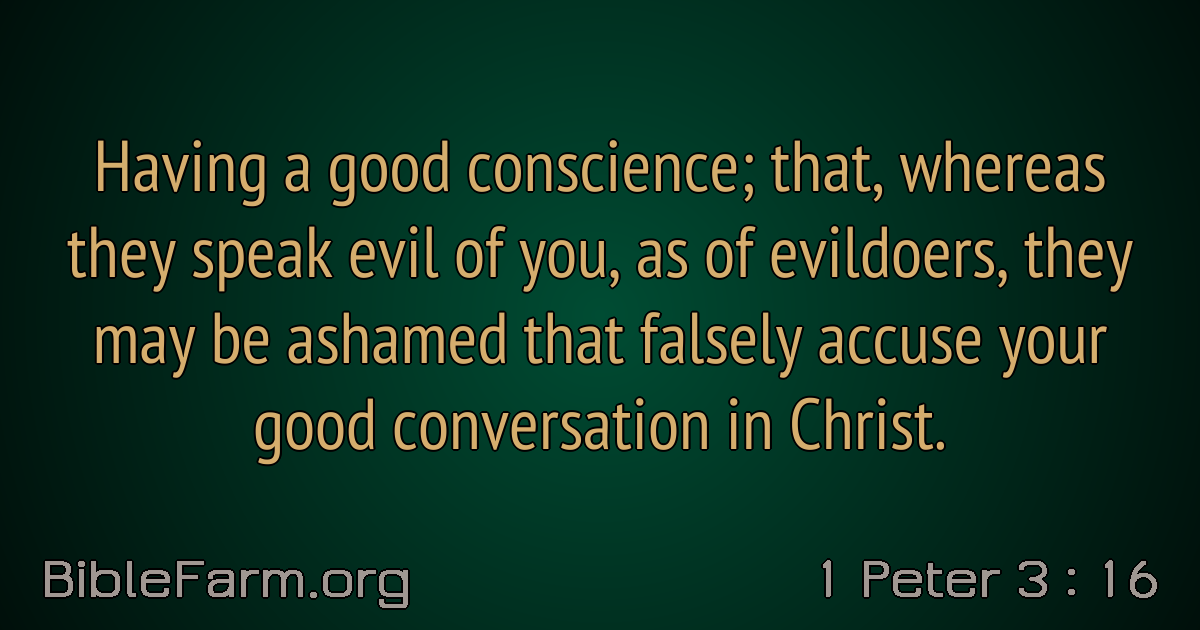 Having a good conscience; that, whereas
they speak evil of you, as of evildoers, they
may be ashamed that falsely accuse your
good conversation in Christ.
BibleFarm.org
1 Peter 3 : 16